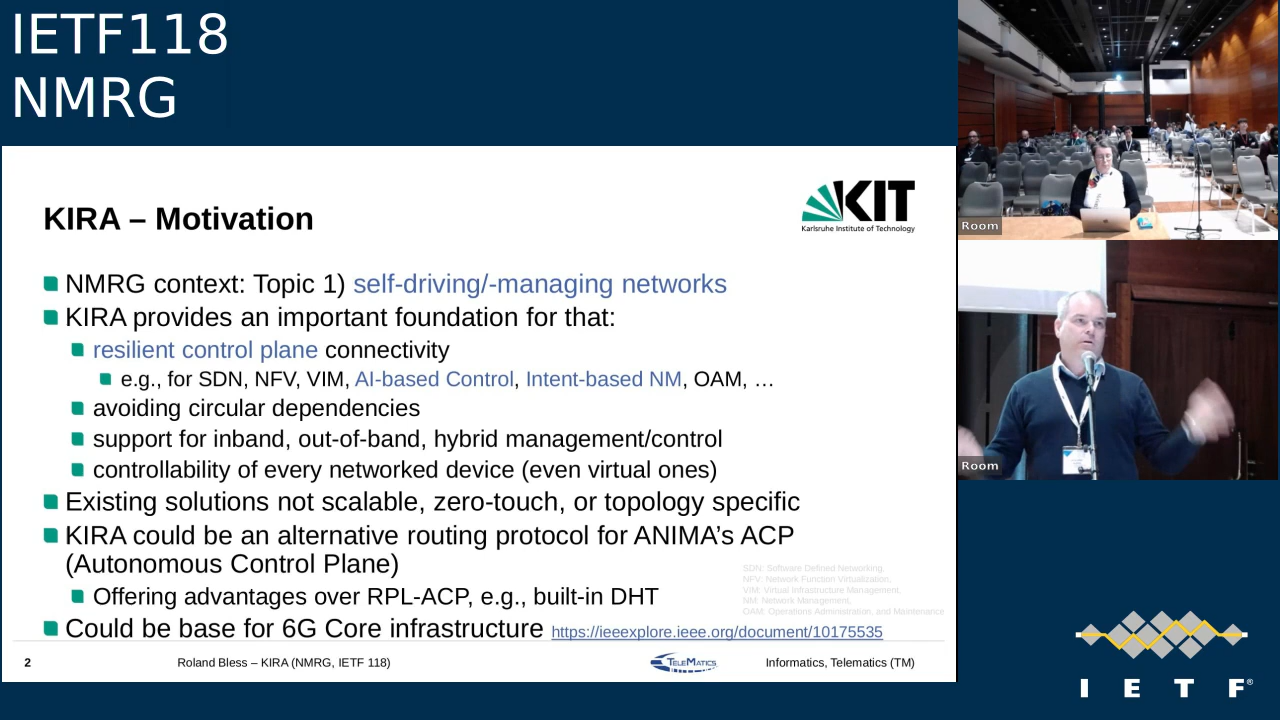 IETF118
NMRG
KIT
Karlsruhe Institute of Technology
KIRA – Motivation
NMRG context: Topic 1) self-driving/-managing networks
KIRA provides an important foundation for that:
resilient control plane connectivity
e.g., for SDN, NFV, VIM, AI-based Control, Intent-based NM, OAM, …
avoiding circular dependencies
support for inband, out-of-band, hybrid management/control
controllability of every networked device (even virtual ones)
Existing solutions not scalable, zero-touch, or topology specific
KIRA could be an alternative routing protocol for ANIMA’s ACP
(Autonomous Control Plane)
Offering advantages over RPL-ACP, e.g., built-in DHT
Could be base for 6G Core infrastructure https://ieeexplore.ieee.org/document/10175535
SDN: Software Defined Networking,
NFV: Network Function Virtualization,
VIM: Virtual Infrastructure Management,
NM: Network Management,
OAM: Operations Administration, and Maintenance
2 Roland Bless – KIRA (NMRG, IETF 118) TELEMATICS Informatics, Telematics (TM)
Room
Room
IETF®